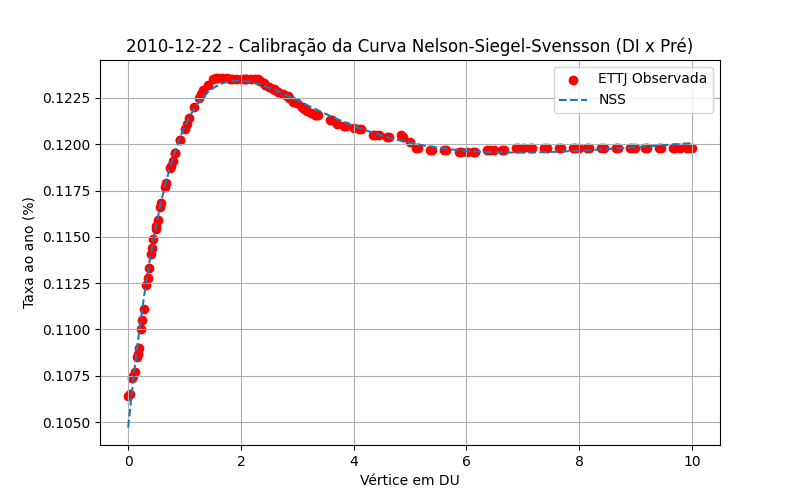 2010-12-22 - Calibração da Curva Nelson-Siegel-Svensson (DI x Pré)
ETTJ Observada
NSS
Taxa ao ano (%)
0.1225
0.1200
0.1175
0.1150
0.1125
0.1100
0.1075
0.1050
0 2 4 6 8 10
Vértice em DU